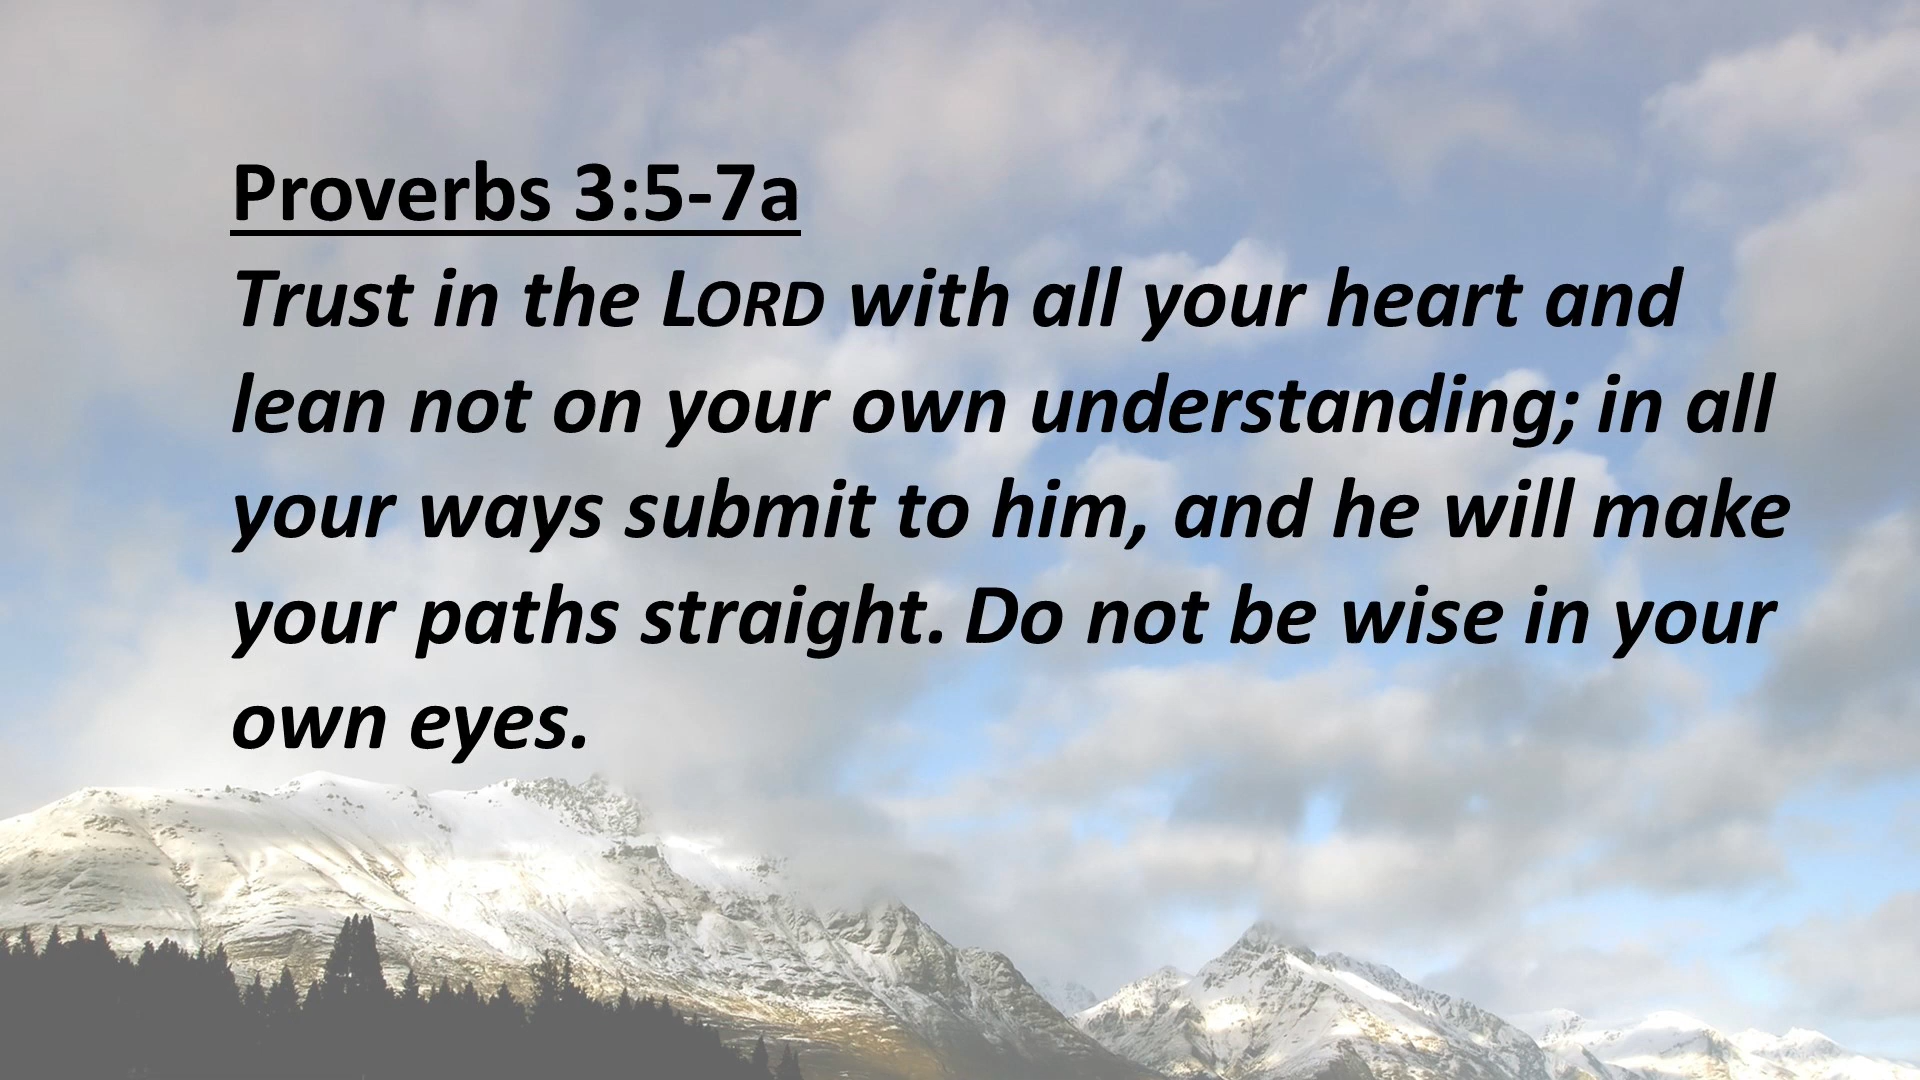 Proverbs 3:5-7a
Trust in the LORD with all your heart and
lean not on your own understanding; in all
your ways submit to him, and he will make
your paths straight. Do not be wise in your
own eyes.